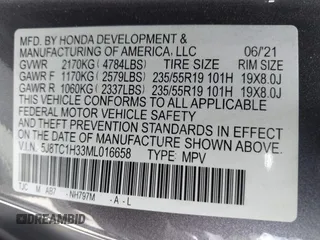 MFD. BY HONDA DEVELOPMENT &
MANUFACTURING OF AMERICA, LLC 06/21
GVWR 2170KG (4784LBS) TIRE SIZE RIM SIZE
GAWR F 1170KG (2579LBS) 235/55R19 101H 19X8.0J
GAWR R 1060KG (2337LBS) 235/55R19 101H 19X8.0J
THIS VEHICLE CONFORMS TO ALL APPLICABLE
FEDERAL MOTOR VEHICLE SAFETY
AND THEFT PREVENTION STANDARDS IN EFFECT
ON THE DATE OF MANUFACTURE SHOWN ABOVE.
V.I.N. 5J8TC1H33ML016658 TYPE: MPV
TJC M AB7 NH797M -A-L